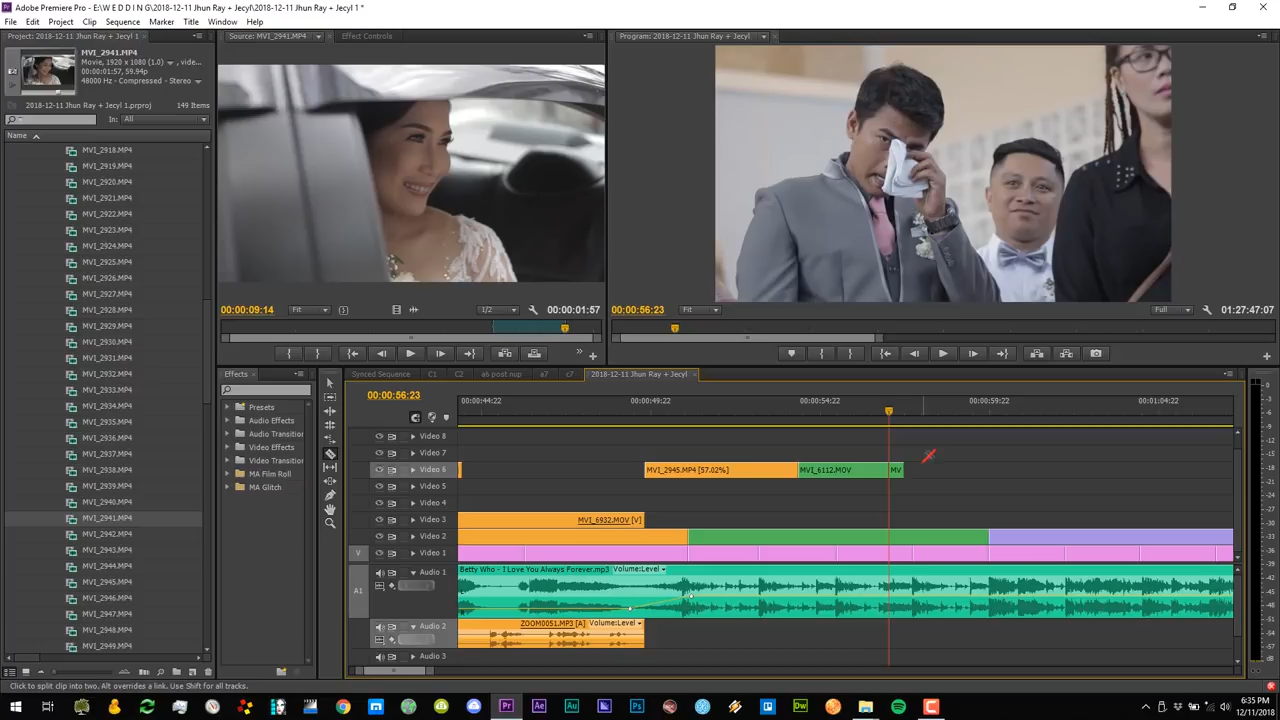 Adobe Premiere Pro - E:\W E D D I N G\2018-12-11 Jhun Ray + Jecyl\2018-12-11 Jhun Ray + Jecyl 1 *
File Edit Project Clip Sequence Marker Title Window Help
Project: 2018-12-11 Jhun Ray + Jecyl 1
Source: MVI_2941.MP4
Effect Controls
Program: 2018-12-11 Jhun Ray + Jecyl
MVI_2941.MP4
Movie, 1920 x 1080 (1.0) , vide...
00:00:01:57, 59.94p
48000 Hz - Compressed - Stereo
2018-12-11 Jhun Ray + Jecyl 1.prproj
149 Items
In: All
Name
MVI_2918.MP4
MVI_2919.MP4
MVI_2920.MP4
MVI_2921.MP4
MVI_2922.MP4
MVI_2923.MP4
MVI_2924.MP4
MVI_2925.MP4
MVI_2926.MP4
MVI_2927.MP4
MVI_2928.MP4
MVI_2929.MP4
MVI_2930.MP4
MVI_2931.MP4
MVI_2932.MP4
MVI_2933.MP4
MVI_2934.MP4
MVI_2935.MP4
MVI_2936.MP4
MVI_2937.MP4
MVI_2938.MP4
MVI_2939.MP4
MVI_2940.MP4
MVI_2941.MP4
MVI_2942.MP4
MVI_2943.MP4
MVI_2944.MP4
MVI_2945.MP4
MVI_2946.MP4
MVI_2947.MP4
MVI_2948.MP4
MVI_2949.MP4
00:00:09:14 Fit 1/2 00:00:01:57
00:00:56:23 Fit Full 01:27:47:07
Effects
Presets
Audio Effects
Audio Transition
Video Effects
Video Transition
MA Film Roll
MA Glitch
Synced Sequence C1 C2 a6 post nup a7 c7 2018-12-11 Jhun Ray + Jecyl
00:00:56:23
00:00:44:22 00:00:49:22 00:00:54:22 00:00:59:22 00:01:04:22
Video 8
Video 7
Video 6 MVI_2945.MP4 [57.02%] MVI_6112.MOV MV
Video 5
Video 4
Video 3 MVI_6932.MOV [V]
Video 2
V Video 1
A1 Audio 1 Betty Who - I Love You Always Forever.mp3 Volume:Level
Audio 2 ZOOM0051.MP3 [A] Volume:Level
Audio 3
Click to split clip into two. Alt overrides link. Use Shift for all tracks.
6:35 PM
12/11/2018